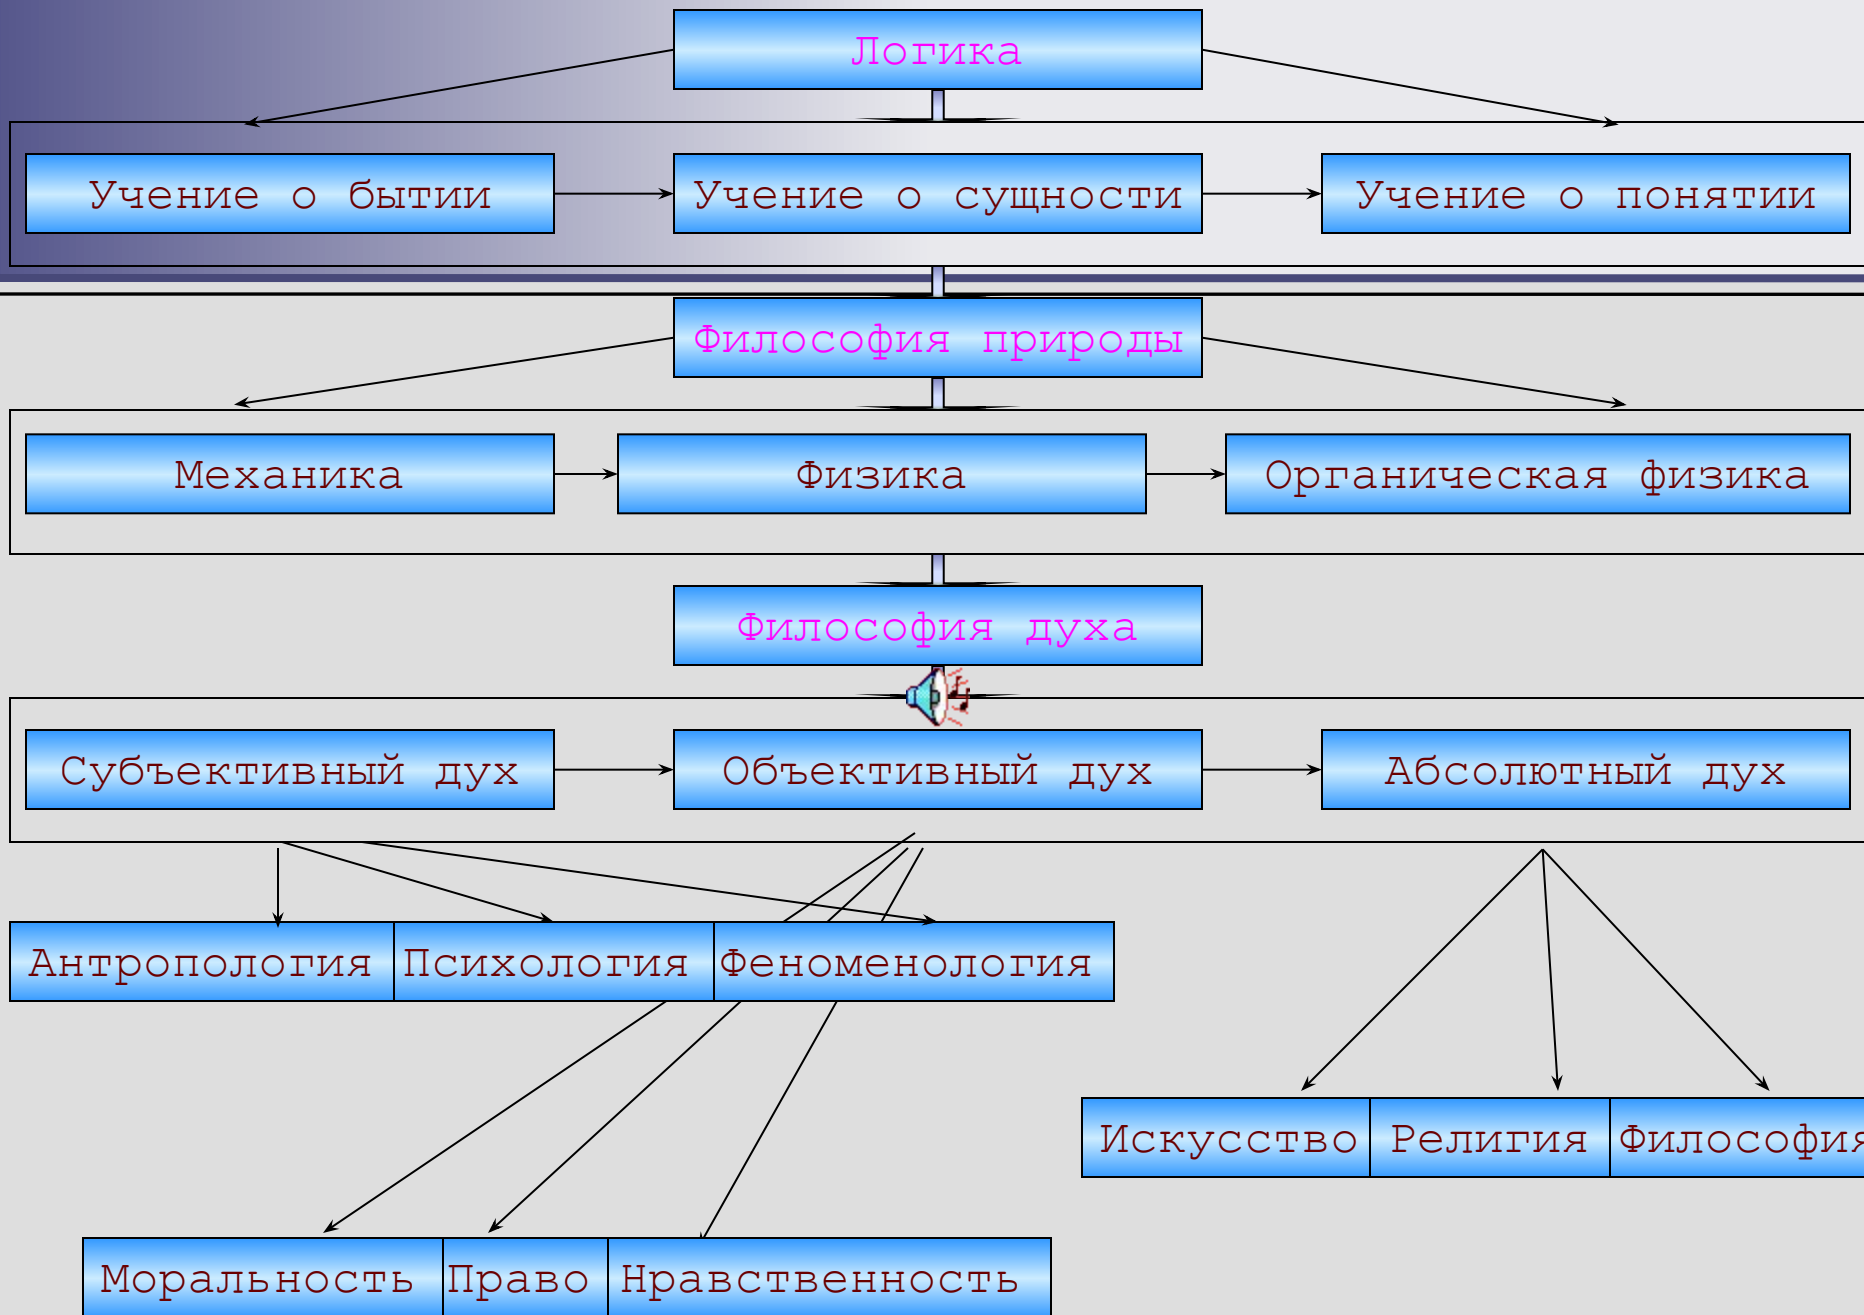 Логика
Учение о бытии Учение о сущности Учение о понятии
Философия природы
Механика Физика Органическая физика
Философия духа
Субъективный дух Объективный дух Абсолютный дух
Антропология Психология Феноменология
Искусство Религия Философия
Моральность Право Нравственность